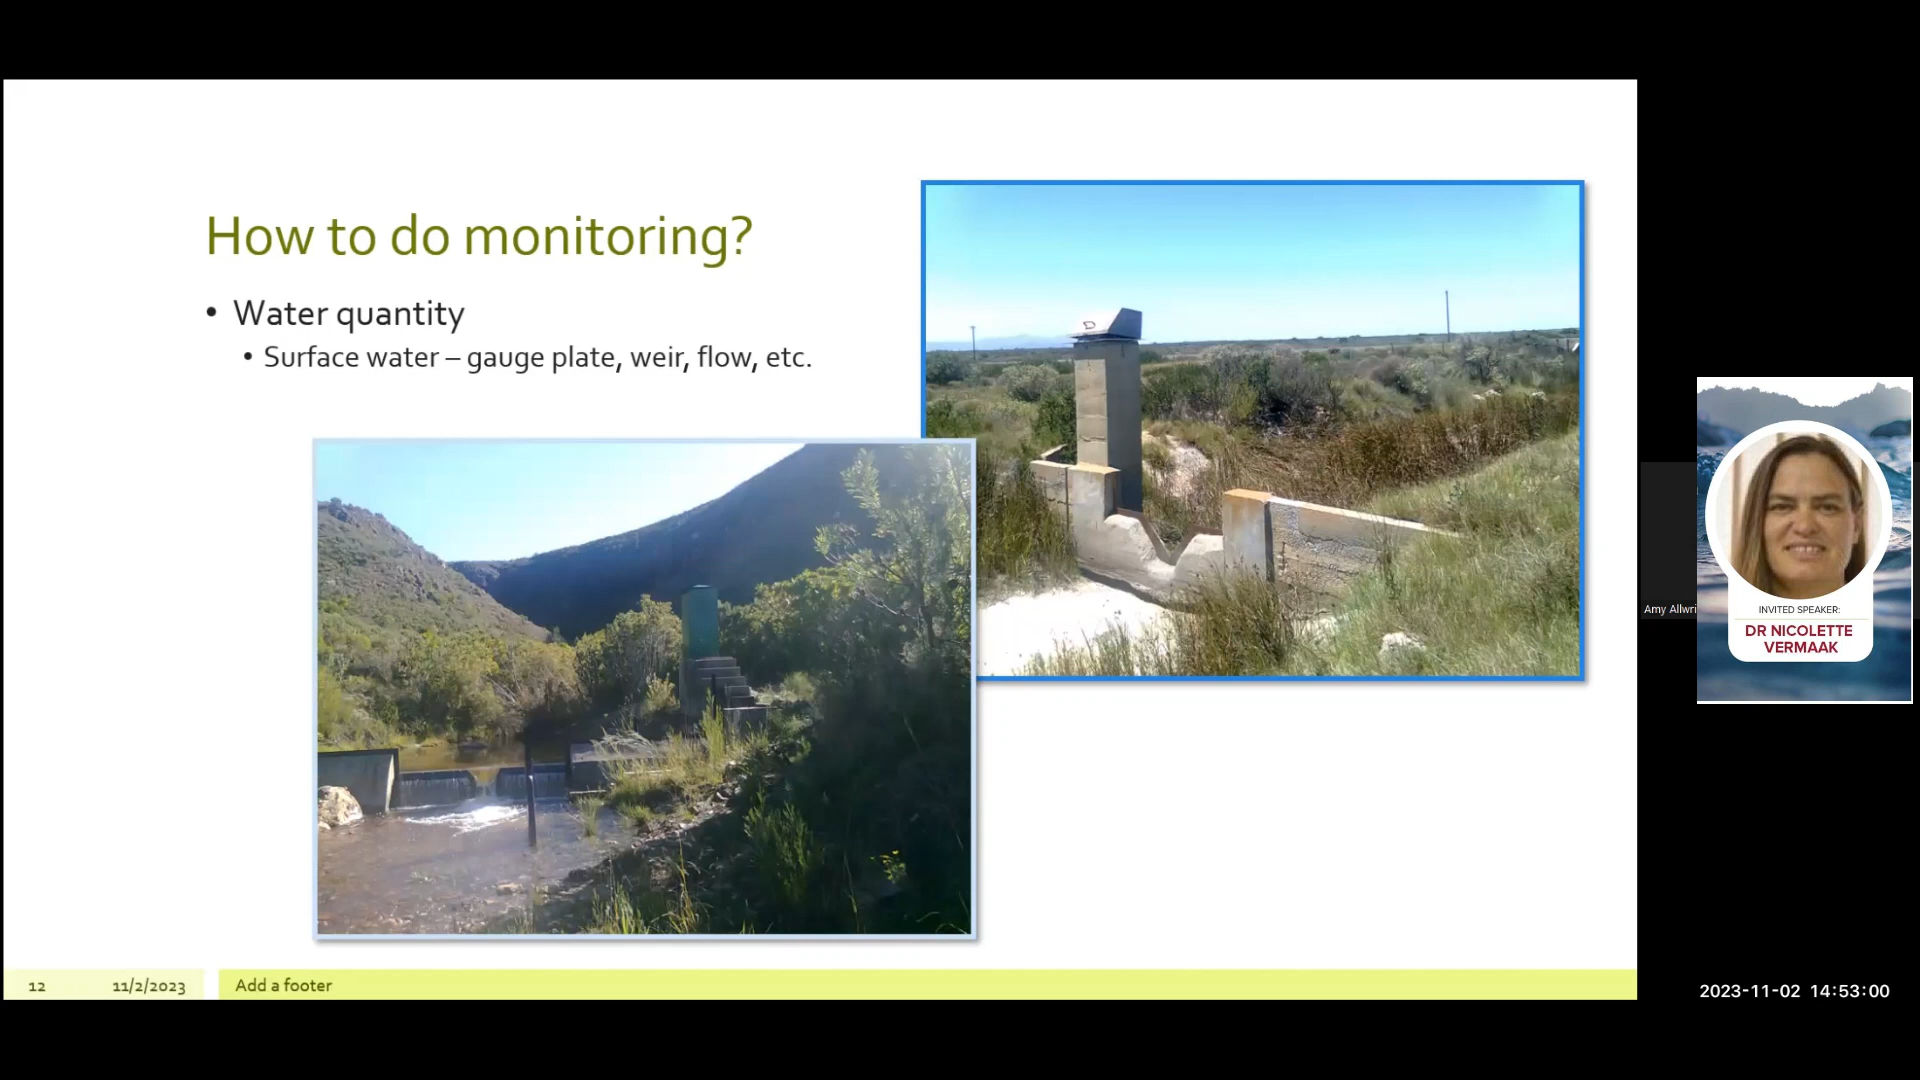 How to do monitoring?
• Water quantity
• Surface water – gauge plate, weir, flow, etc.
D
12
11/2/2023
Add a footer
Amy Allwri
INVITED SPEAKER:
DR NICOLETTE
VERMAAK
2023-11-02 14:53:00